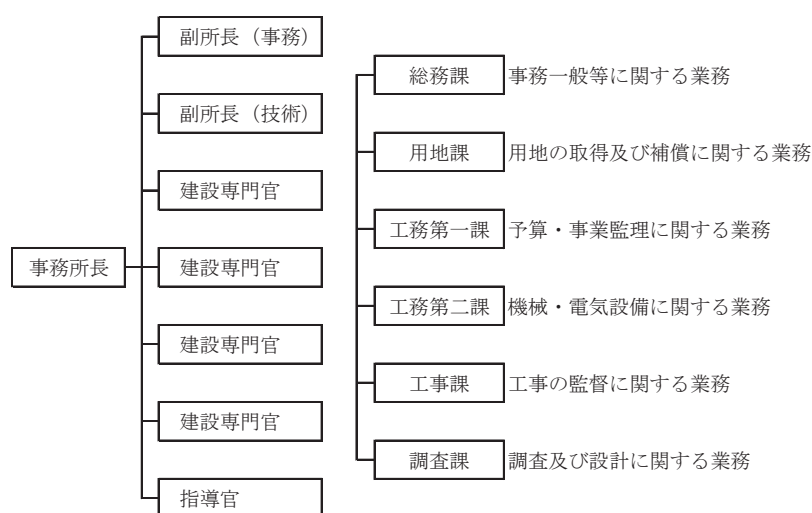 副所長（事務）
副所長（技術）
建設専門官
事務所長
建設専門官
建設専門官
建設専門官
指導官
総務課 事務一般等に関する業務
用地課 用地の取得及び補償に関する業務
工務第一課 予算・事業監理に関する業務
工務第二課 機械・電気設備に関する業務
工事課 工事の監督に関する業務
調査課 調査及び設計に関する業務